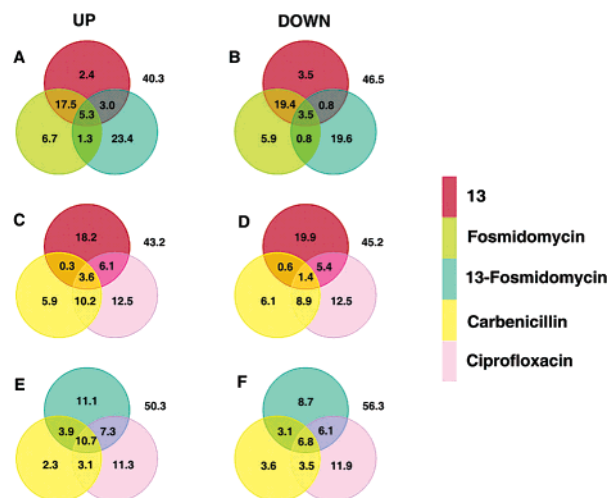 UP DOWN
A 2.4 40.3
17.5 3.0
5.3
6.7 1.3 23.4
B 3.5 46.5
19.4 0.8
3.5
5.9 0.8 19.6
C 18.2 43.2
0.3 6.1
3.6
5.9 10.2 12.5
D 19.9 45.2
0.6 5.4
1.4
6.1 8.9 12.5
E 11.1 50.3
3.9 7.3
10.7
2.3 3.1 11.3
F 8.7 56.3
3.1 6.1
6.8
3.6 3.5 11.9
13
Fosmidomycin
13-Fosmidomycin
Carbenicillin
Ciprofloxacin